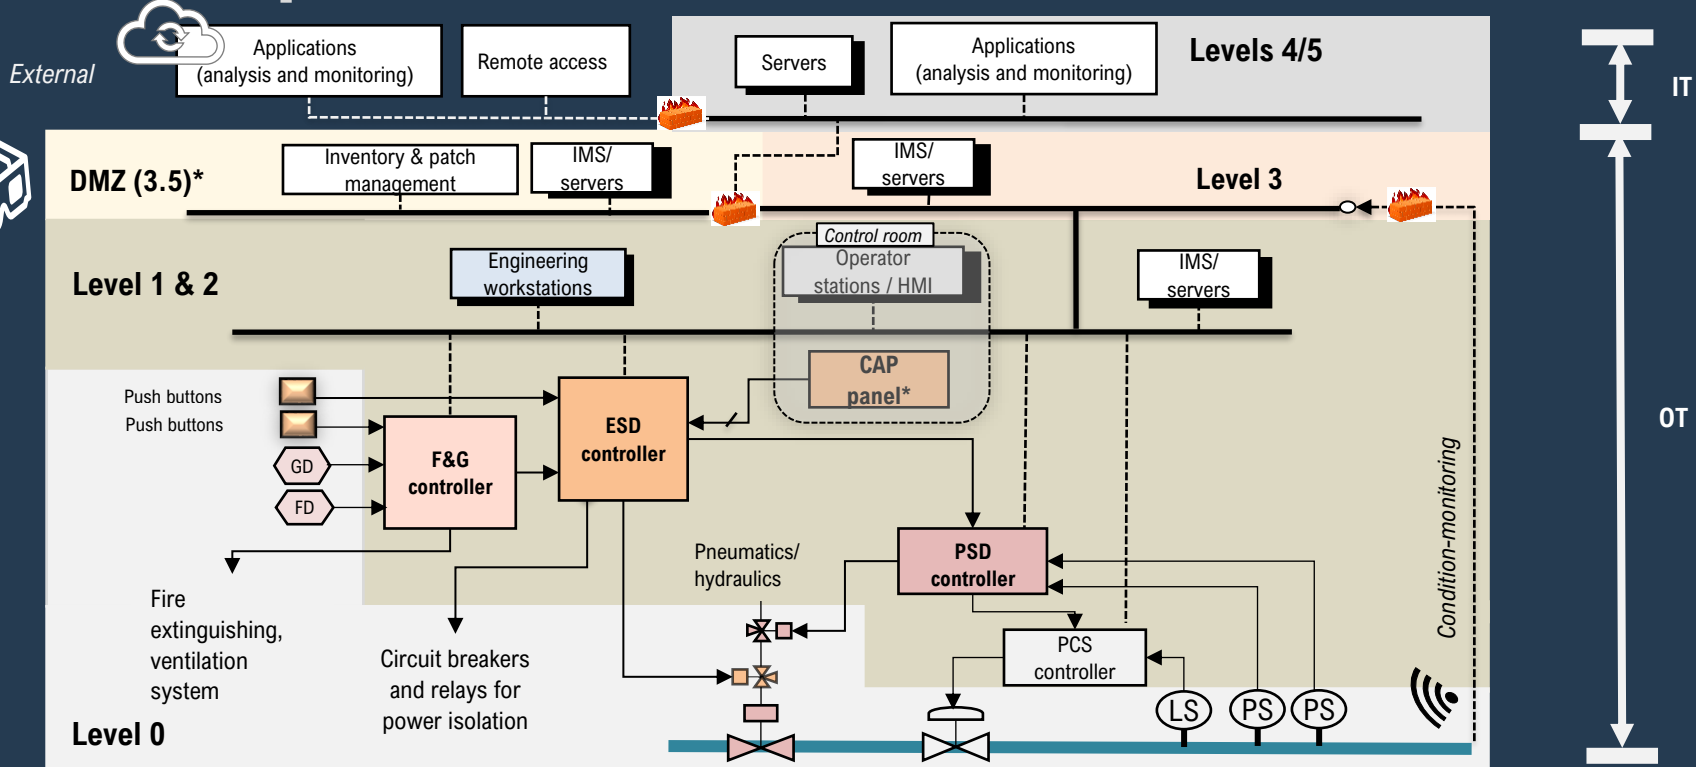 Applications
(analysis and monitoring)
Remote access
Servers
Applications
(analysis and monitoring)
Levels 4/5
External
IT
DMZ (3.5)*
Inventory & patch
management
IMS/
servers
IMS/
servers
Level 3
Control room
Level 1 & 2
Engineering
workstations
Operator
stations / HMI
IMS/
servers
CAP
panel*
Push buttons
Push buttons
GD
FD
F&G
controller
ESD
controller
OT
Condition-monitoring
Pneumatics/
hydraulics
PSD
controller
Fire
extinguishing,
ventilation
system
Circuit breakers
and relays for
power isolation
PCS
controller
LS
PS
PS
Level 0